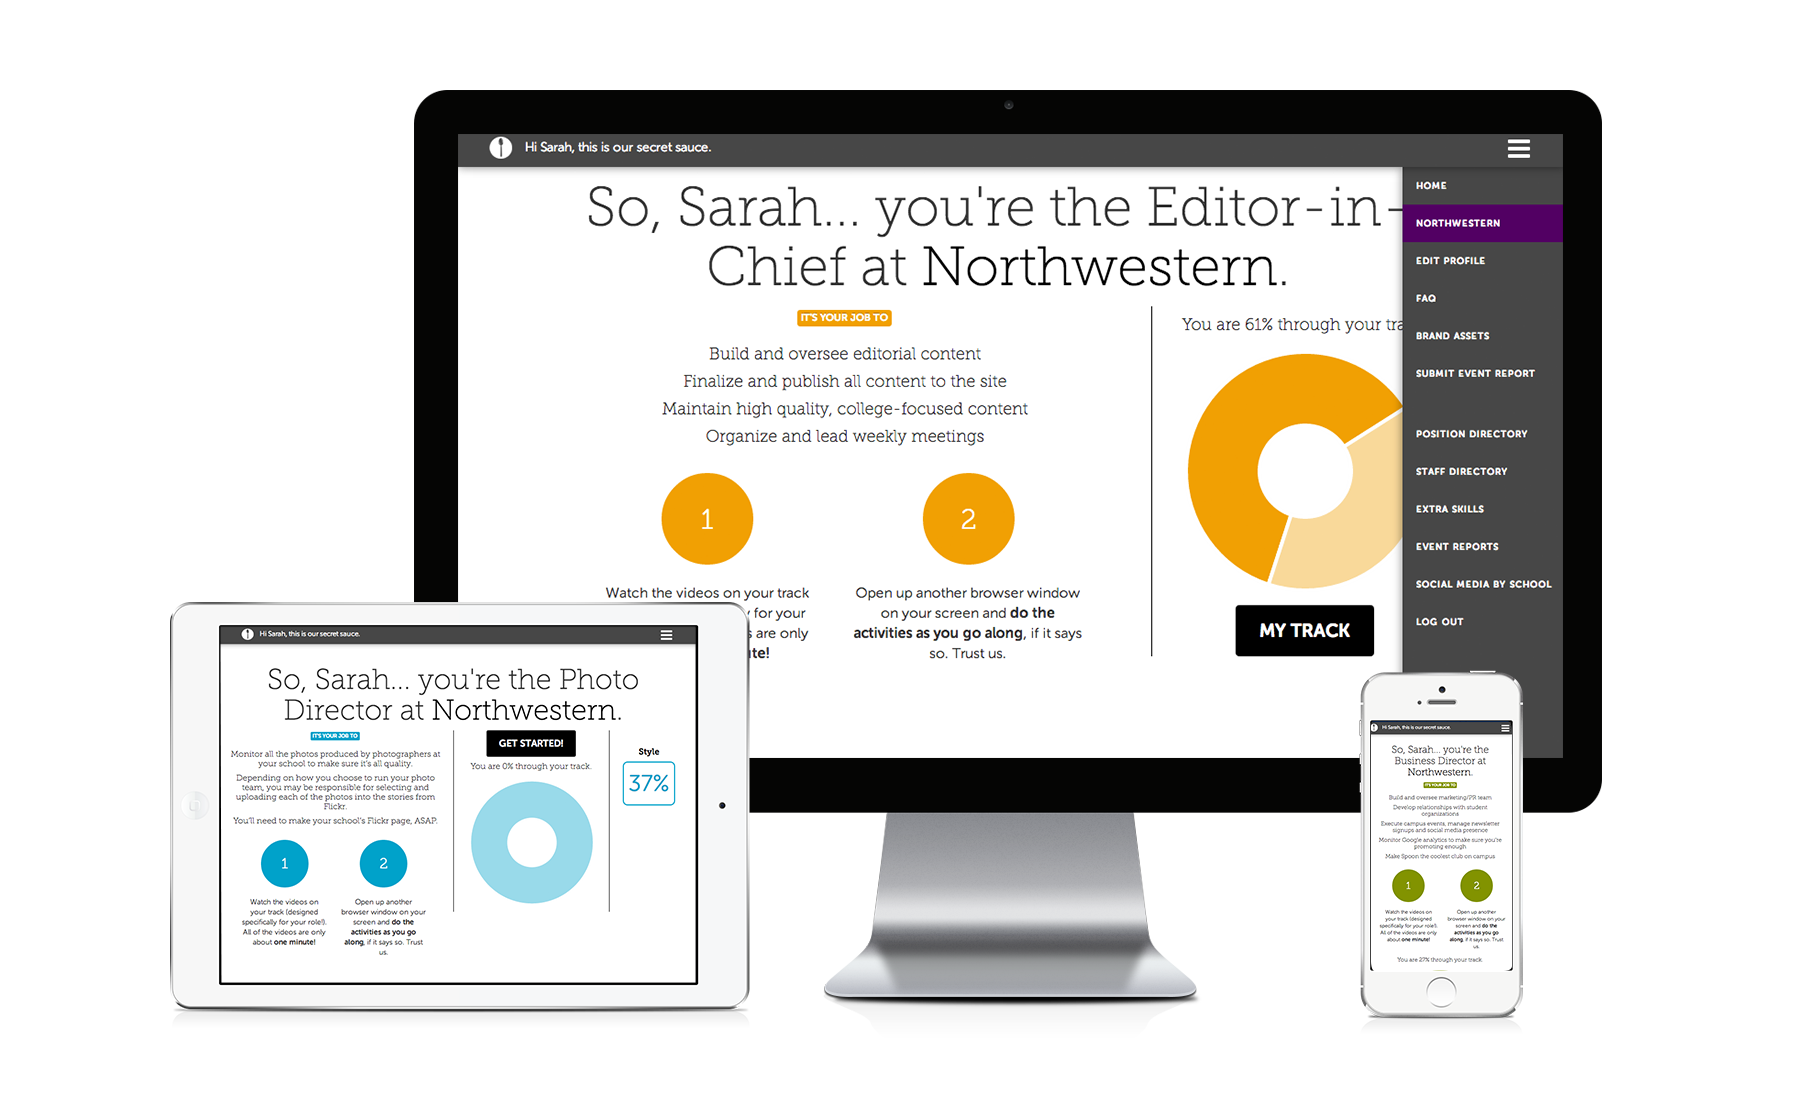 Hi Sarah, this is our secret sauce.
So, Sarah... you're the Editor-in-
Chief at Northwestern.
IT'S YOUR JOB TO
Build and oversee editorial content
Finalize and publish all content to the site
Maintain high quality, college-focused content
Organize and lead weekly meetings
1
Watch the videos on your track
for your
are only
2
Open up another browser window
on your screen and do the
activities as you go along, if it says
so. Trust us.
You are 61% through your
MY TRACK
HOME
NORTHWESTERN
EDIT PROFILE
FAQ
BRAND ASSETS
SUBMIT EVENT REPORT
POSITION DIRECTORY
STAFF DIRECTORY
EXTRA SKILLS
EVENT REPORTS
SOCIAL MEDIA BY SCHOOL
LOG OUT
Hi Sarah, this is our secret sauce.
So, Sarah... you're the Photo
Director at Northwestern.
IT'S YOUR JOB TO
Monitor all the photos produced by photographers at
your school to make sure it's all quality.
Depending on how you choose to run your photo
team, you may be responsible for selecting and
uploading each of the photos into the stories from
Flickr.
You'll need to make your school's Flickr page, ASAP.
1
Watch the videos on
your track (designed
specifically for your role!).
All of the videos are only
about one minute!
2
Open up another
browser window on your
screen and do the
activities as you go
along, if it says so. Trust
us.
GET STARTED!
You are 0% through your track.
Style
37%
Hi Sarah, this is our secret sauce.
So, Sarah... you're the
Business Director at
Northwestern.
IT'S YOUR JOB TO
Build and oversee marketing/PR team
Develop relationships with student
organizations
Execute campus events, manage newsletter
signups and social media presence
Monitor Google analytics to make sure you're
promoting enough
Make Spoon the coolest club on campus
1
Watch the videos on
your track (designed
specifically for your role!).
All of the videos are only
about one minute!
2
Open up another
browser window on your
screen and do the
activities as you go
along, if it says so. Trust
us.
You are 27% through your track